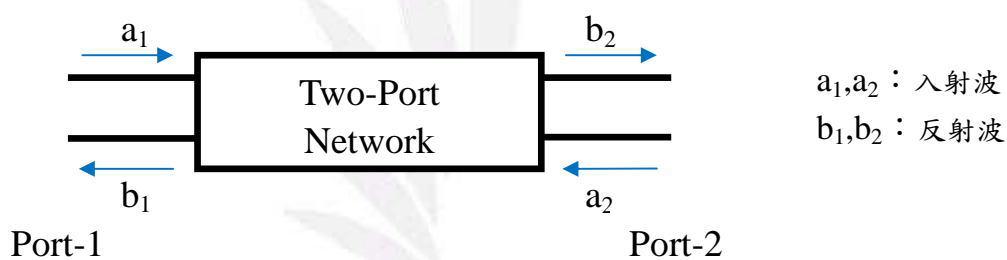 a₁
b₂
Two-Port
Network
a₁,a₂：入射波
b₁,b₂：反射波
b₁
a₂
Port-1
Port-2